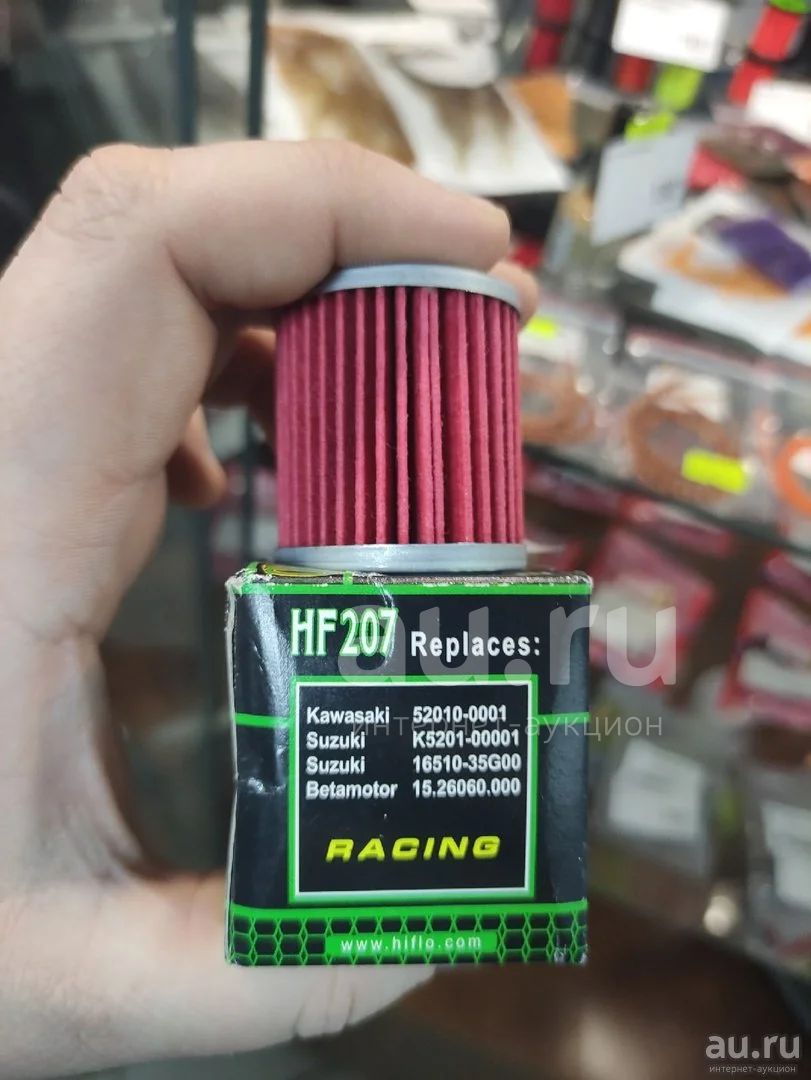 HF207 Replaces:
Kawasaki 52010-0001
Suzuki K5201-00001
Suzuki 16510-35G00
Betamotor 15.26060.000
RACING
www.hiflo.com
au.ru
интернет-аукцион
au.ru
интернет-аукцион